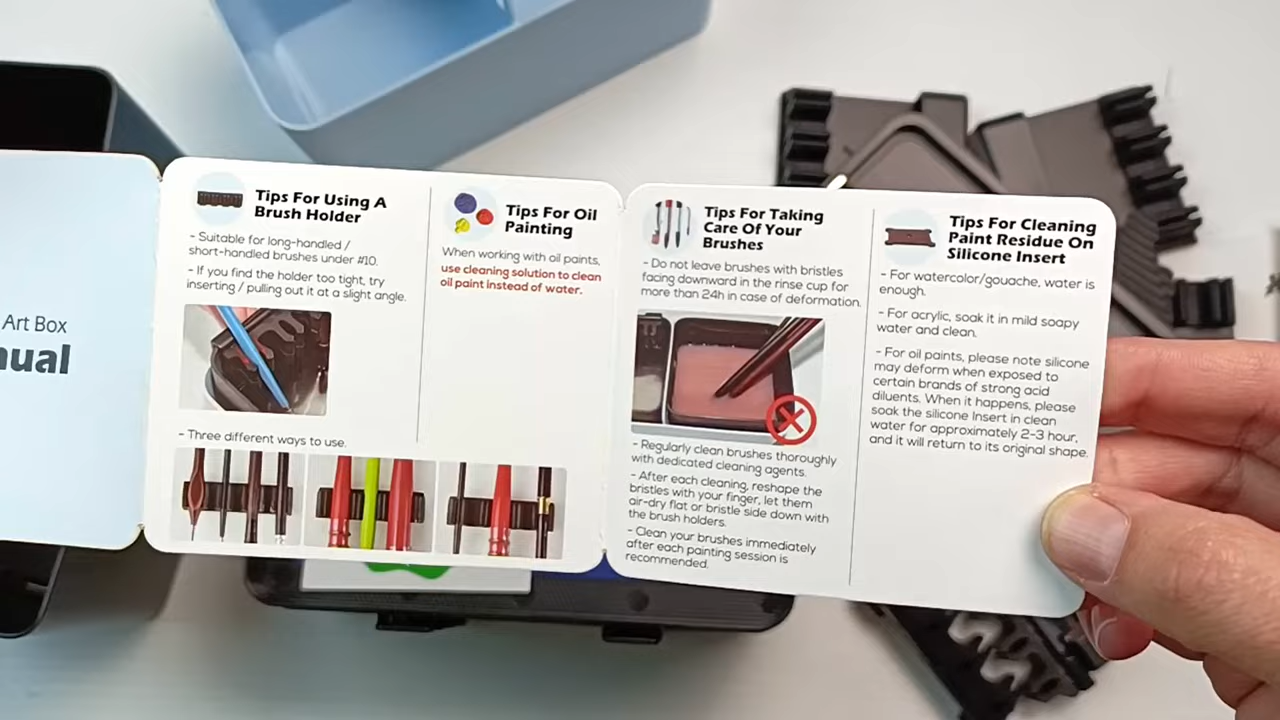 Art Box
Tips For Using A
Brush Holder
- Suitable for long-handled /
short-handled brushes under #10.
- If you find the holder too tight, try
inserting / pulling out it at a slight angle.
- Three different ways to use.
Tips For Oil
Painting
When working with oil paints,
use cleaning solution to clean
oil paint instead of water.
Tips For Taking
Care Of Your
Brushes
- Do not leave brushes with bristles
facing downward in the rinse cup for
more than 24h in case of deformation.
- Regularly clean brushes thoroughly
with dedicated cleaning agents.
- After each cleaning, reshape the
bristles with your finger, let them
air-dry flat or bristle side down with
the brush holders.
- Clean your brushes immediately
after each painting session is
recommended.
Tips For Cleaning
Paint Residue On
Silicone Insert
- For watercolor/gouache, water is
enough.
- For acrylic, soak it in mild soapy
water and clean.
- For oil paints, please note silicone
may deform when exposed to
certain brands of strong acid
diluents. When it happens, please
soak the silicone Insert in clean
water for approximately 2-3 hour,
and it will return to its original shape.